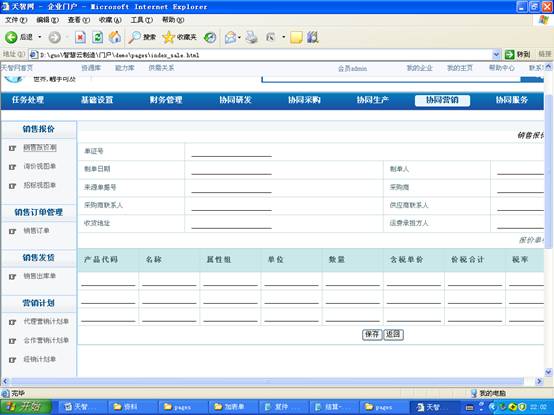 天智网 - 企业门户 - Microsoft Internet Explorer
文件(F) 编辑(E) 查看(V) 收藏(A) 工具(T) 帮助(H)
后退 搜索 收藏夹
地址(D) D:\guo\智慧云制造\门户\demo\pages\index_sale.html 转到 链接
天智网首页 资源库 能力库 供需关系 会员admin 我的企业 我的主页 帮助中心
世界,触手可及
任务处理 基础设置 财务管理 协同研发 协同采购 协同生产 协同营销 协同服务
销售报价
销售报价单
询价视图单
招标视图单
销售订单管理
销售订单
销售发货
销售出库单
营销计划
代理营销计划单
合作营销计划单
经销计划单
销售报价
单证号
制单日期 制单人
来源单据号 采购商
采购商联系人 供应商联系人
收货地址 运费承担方人
报价单
产品代码 名称 属性组 单位 数量 含税单价 价税合计 税率
保存 返回
完毕 我的电脑
开始 天智... 资料 pages 加表单 复件 结算- pages 天智... 22:02